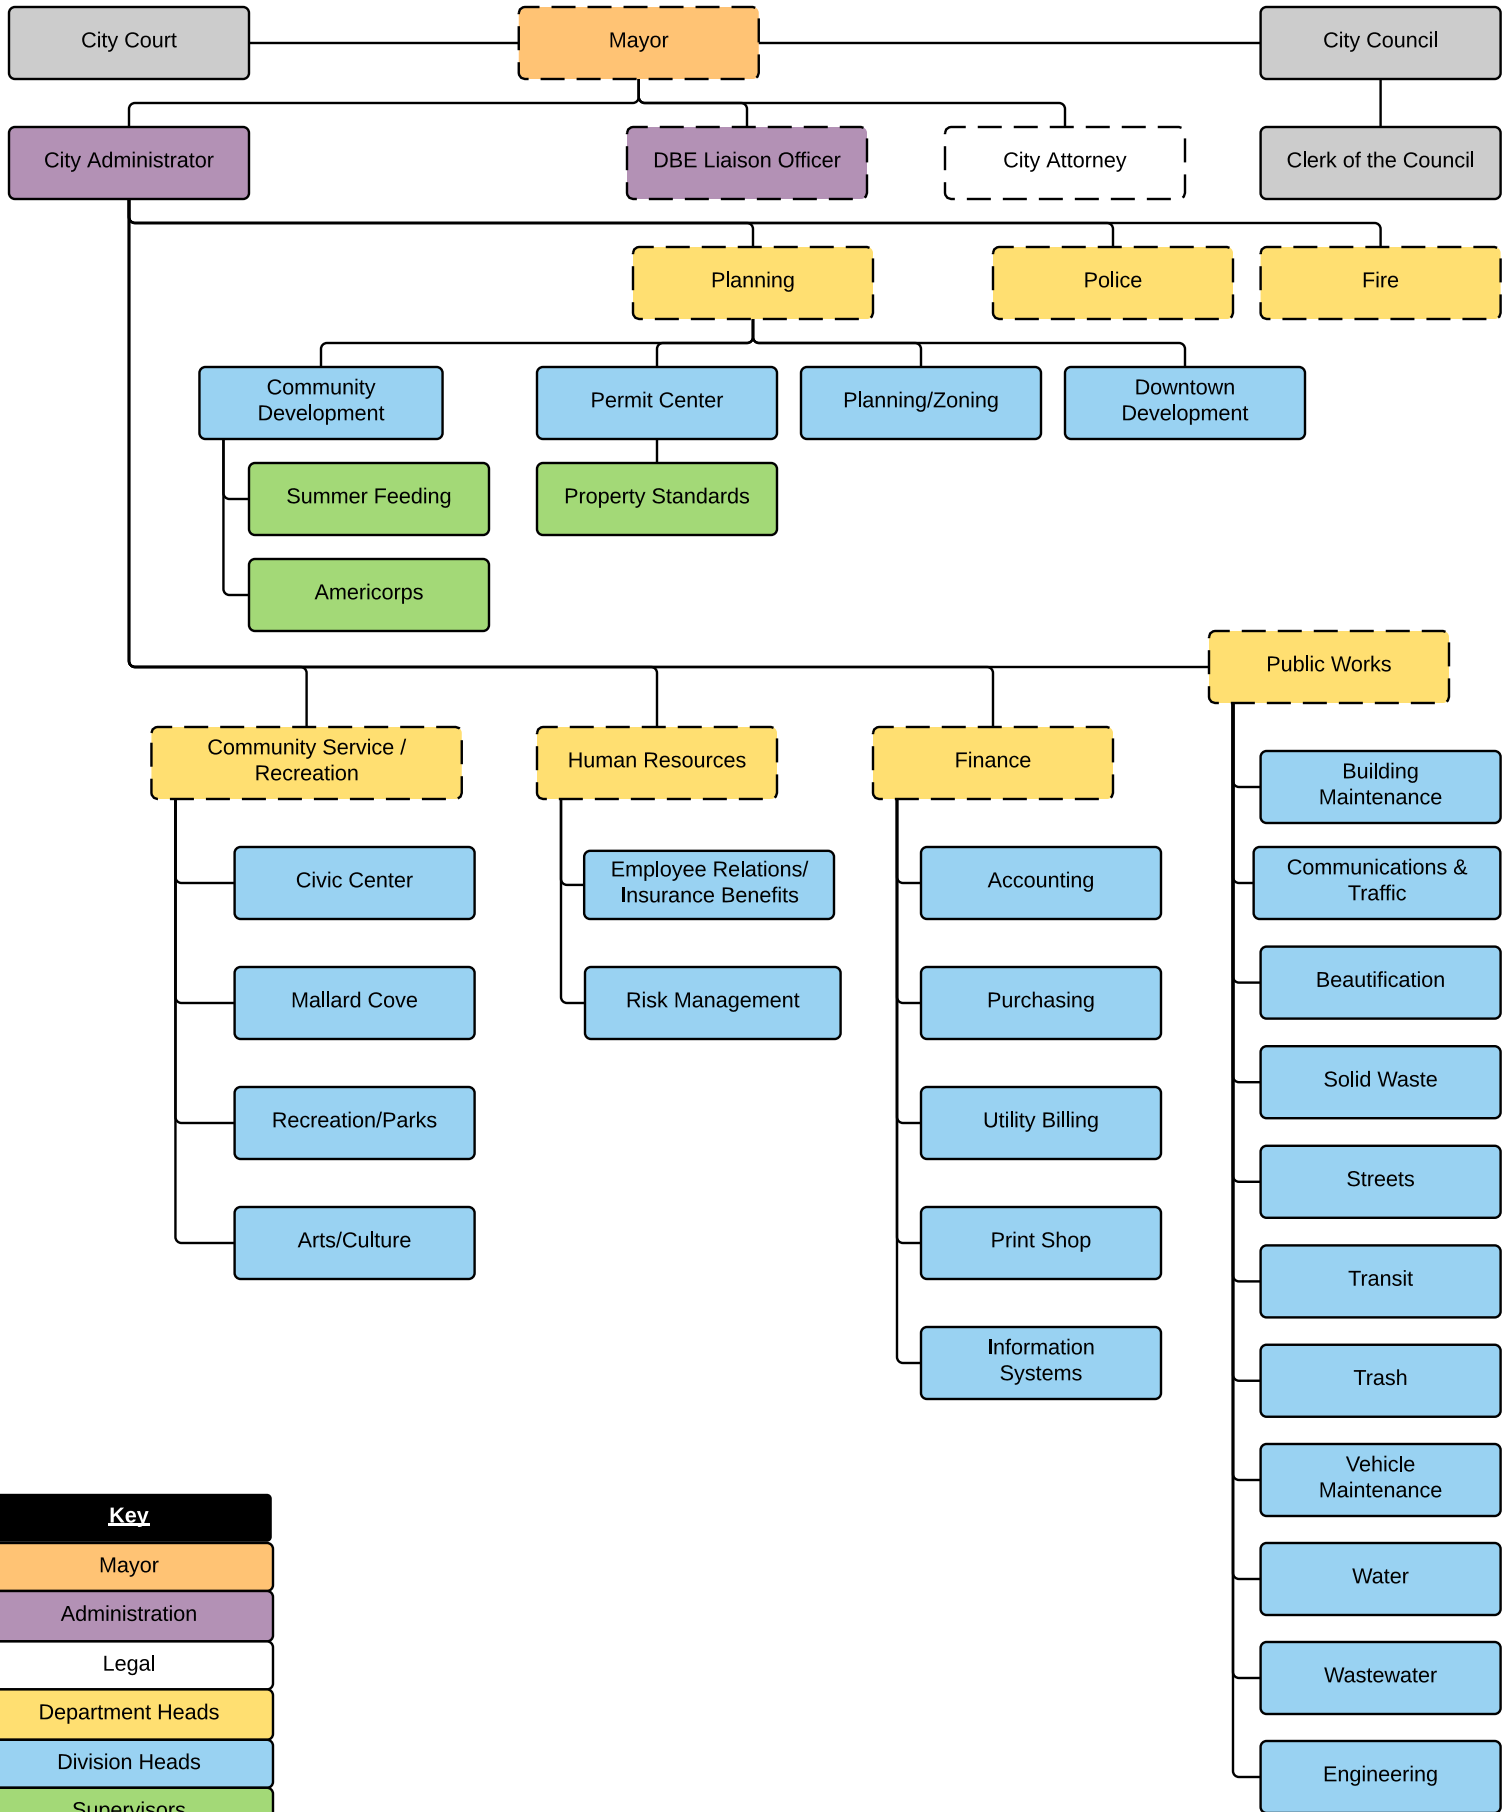 City Court
Mayor
City Council
City Administrator
DBE Liaison Officer
City Attorney
Clerk of the Council
Planning
Police
Fire
Community
Development
Permit Center
Planning/Zoning
Downtown
Development
Summer Feeding
Property Standards
Americorps
Public Works
Community Service /
Recreation
Human Resources
Finance
Building
Maintenance
Civic Center
Employee Relations/
Insurance Benefits
Accounting
Communications &
Traffic
Mallard Cove
Risk Management
Purchasing
Beautification
Recreation/Parks
Utility Billing
Solid Waste
Streets
Arts/Culture
Print Shop
Transit
Information
Systems
Trash
Vehicle
Maintenance
Water
Wastewater
Engineering
Key
Mayor
Administration
Legal
Department Heads
Division Heads
Supervisors